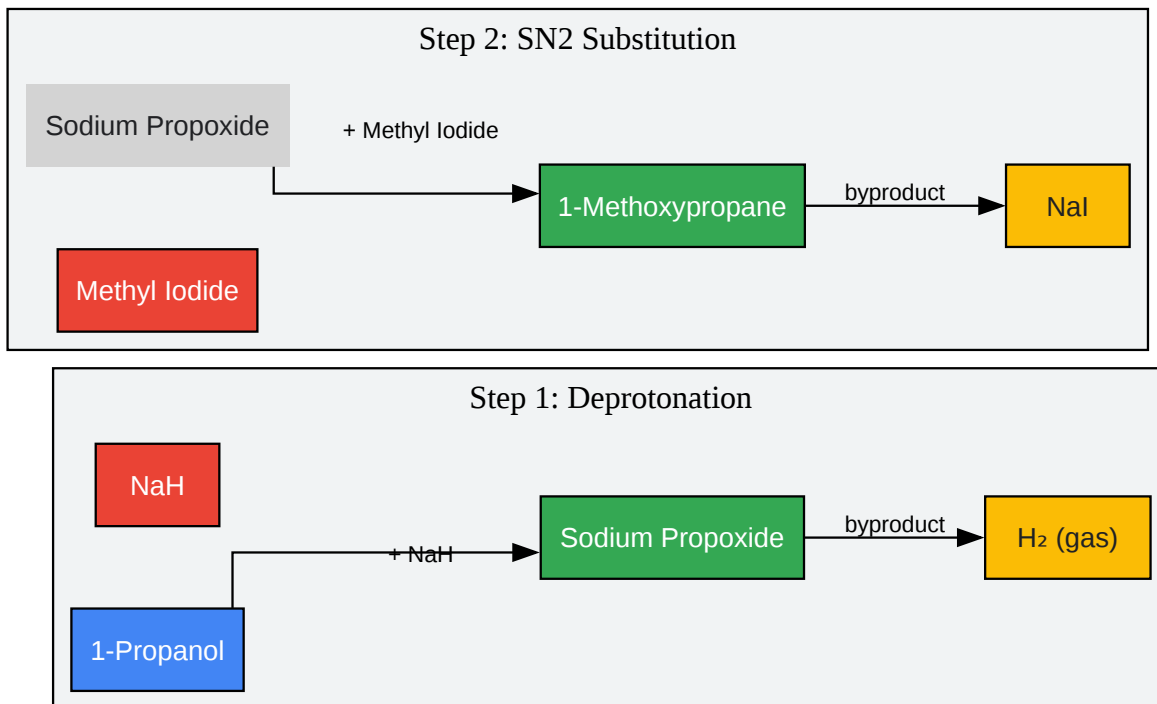 Step 2: SN2 Substitution
Sodium Propoxide
+ Methyl Iodide
1-Methoxypropane
byproduct
NaI
Methyl Iodide
Step 1: Deprotonation
NaH
Sodium Propoxide
byproduct
H₂ (gas)
+ NaH
1-Propanol